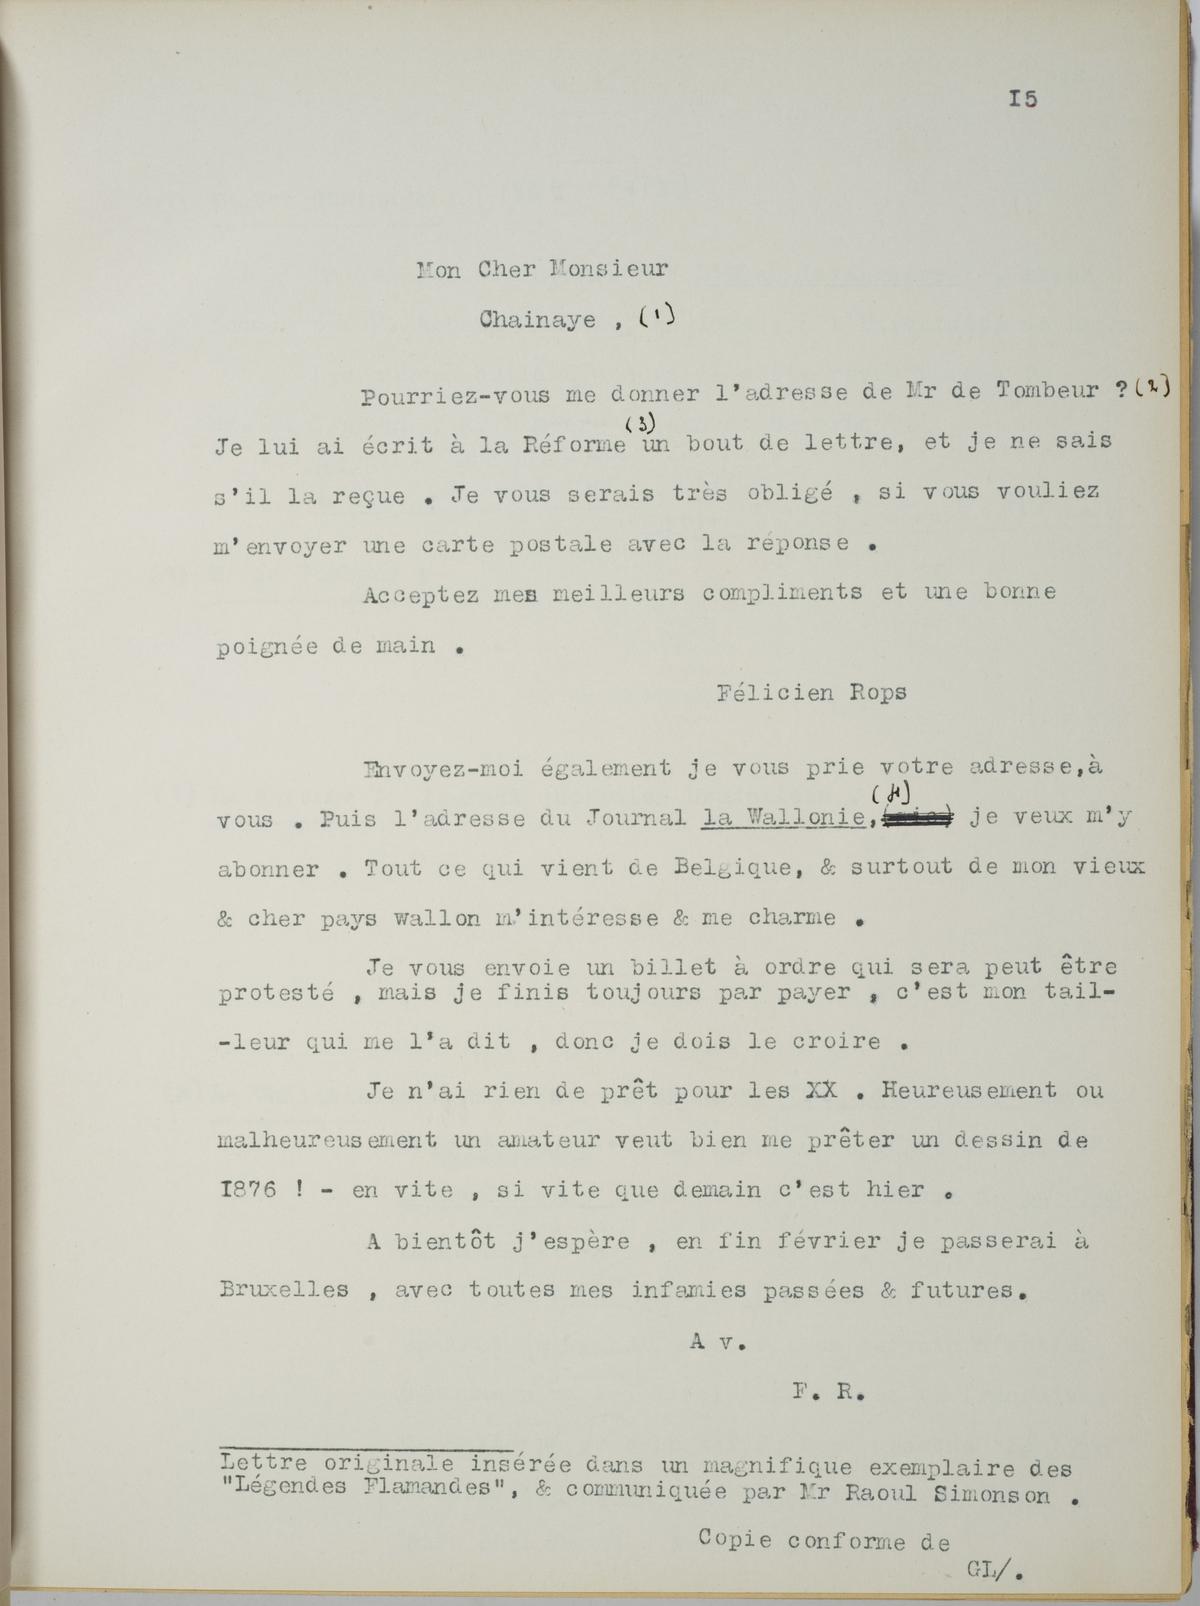 I5
Mon Cher Monsieur
Chainaye , (1)
Pourriez-vous me donner l'adresse de Mr de Tombeur ? (2)
(3)
Je lui ai écrit à la Réforme un bout de lettre, et je ne sais
s'il la reçue . Je vous serais très obligé , si vous vouliez
m'envoyer une carte postale avec la réponse .
Acceptez mes meilleurs compliments et une bonne
poignée de main .
Félicien Rops
Envoyez-moi également je vous prie votre adresse,à
(4)
vous . Puis l'adresse du Journal la Wallonie, je veux m'y
abonner . Tout ce qui vient de Belgique, & surtout de mon vieux
& cher pays wallon m'intéresse & me charme .
Je vous envoie un billet à ordre qui sera peut être
protesté , mais je finis toujours par payer , c'est mon tail-
-leur qui me l'a dit , donc je dois le croire .
Je n'ai rien de prêt pour les XX . Heureusement ou
malheureusement un amateur veut bien me prêter un dessin de
I876 ! - en vite , si vite que demain c'est hier .
A bientôt j'espère , en fin février je passerai à
Bruxelles , avec toutes mes infamies passées & futures.
A v.
F. R.
Lettre originale insérée dans un magnifique exemplaire des
"Légendes Flamandes", & communiquée par Mr Raoul Simonson .
Copie conforme de
GL/.